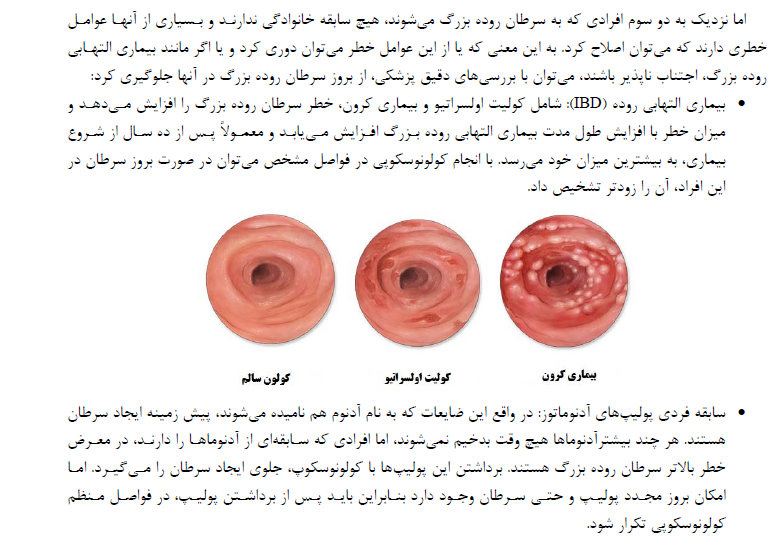 اما نزدیک به دو سوم افرادی که به سرطان روده بزرگ مبتلا می‌شوند، هیچ سابقه خانوادگی ندارند و بسیاری از آنها عوامل
خطری دارند که می‌توان اصلاح کرد. به این معنی که یا از این عوامل خطر می‌توان دوری کرد و یا اگر مانند بیماری التهابی
روده بزرگ، اجتناب ناپذیر باشند، می‌توان با بررسی‌های دقیق پزشکی، از بروز سرطان روده بزرگ در آنها جلوگیری کرد:
• بیماری التهابی روده (IBD): شامل کولیت اولسراتیو و بیماری کرون، خطر سرطان روده بزرگ را افزایش می‌دهد و
میزان خطر با افزایش طول مدت بیماری التهابی روده بزرگ افزایش می‌یابد و معمولاً پس از ده سال از شروع
بیماری، به بیشترین میزان خود می‌رسد. با انجام کولونوسکوپی در فواصل مشخص می‌توان در صورت بروز سرطان در
این افراد، آن را زودتر تشخیص داد.
بیماری کرون
کولیت اولسراتیو
کولون سالم
• سابقه فردی پولیپ‌های آدنوماتوز: در واقع این ضایعات که به نام آدنوم هم نامیده می‌شوند، پیش زمینه ایجاد سرطان
هستند. هر چند بیشترآدنوماها هیچ وقت بدخیم نمی‌شوند، اما افرادی که سابقه‌ای از آدنوماها را دارند، در معرض
خطر بالاتر سرطان روده بزرگ هستند. برداشتن این پولیپ‌ها با کولونوسکوپ، جلوی ایجاد سرطان را می‌گیرد. اما
امکان بروز مجدد پولیپ و حتی سرطان وجود دارد بنابراین باید پس از برداشتن پولیپ، در فواصل منظم
کولونوسکوپی تکرار شود.